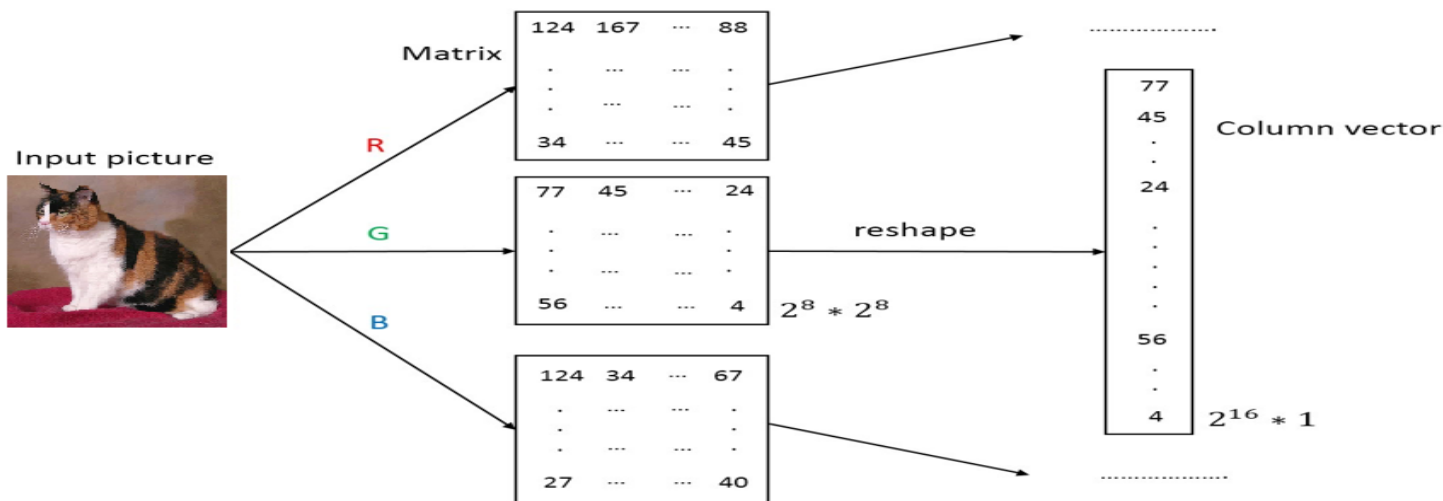 Input picture
R
G
B
Matrix
124 167 ... 88
. ... ... .
.
. ... ... .
34 ... ... 45
77 45 ... 24
. ... ... .
.
. ... ... .
56 ... ... 4
2^8 * 2^8
124 34 ... 67
. ... ... .
.
. ... ... .
27 ... ... 40
reshape
................
77
45
.
.
24
.
.
.
.
.
56
.
.
4
Column vector
2^16 * 1
................